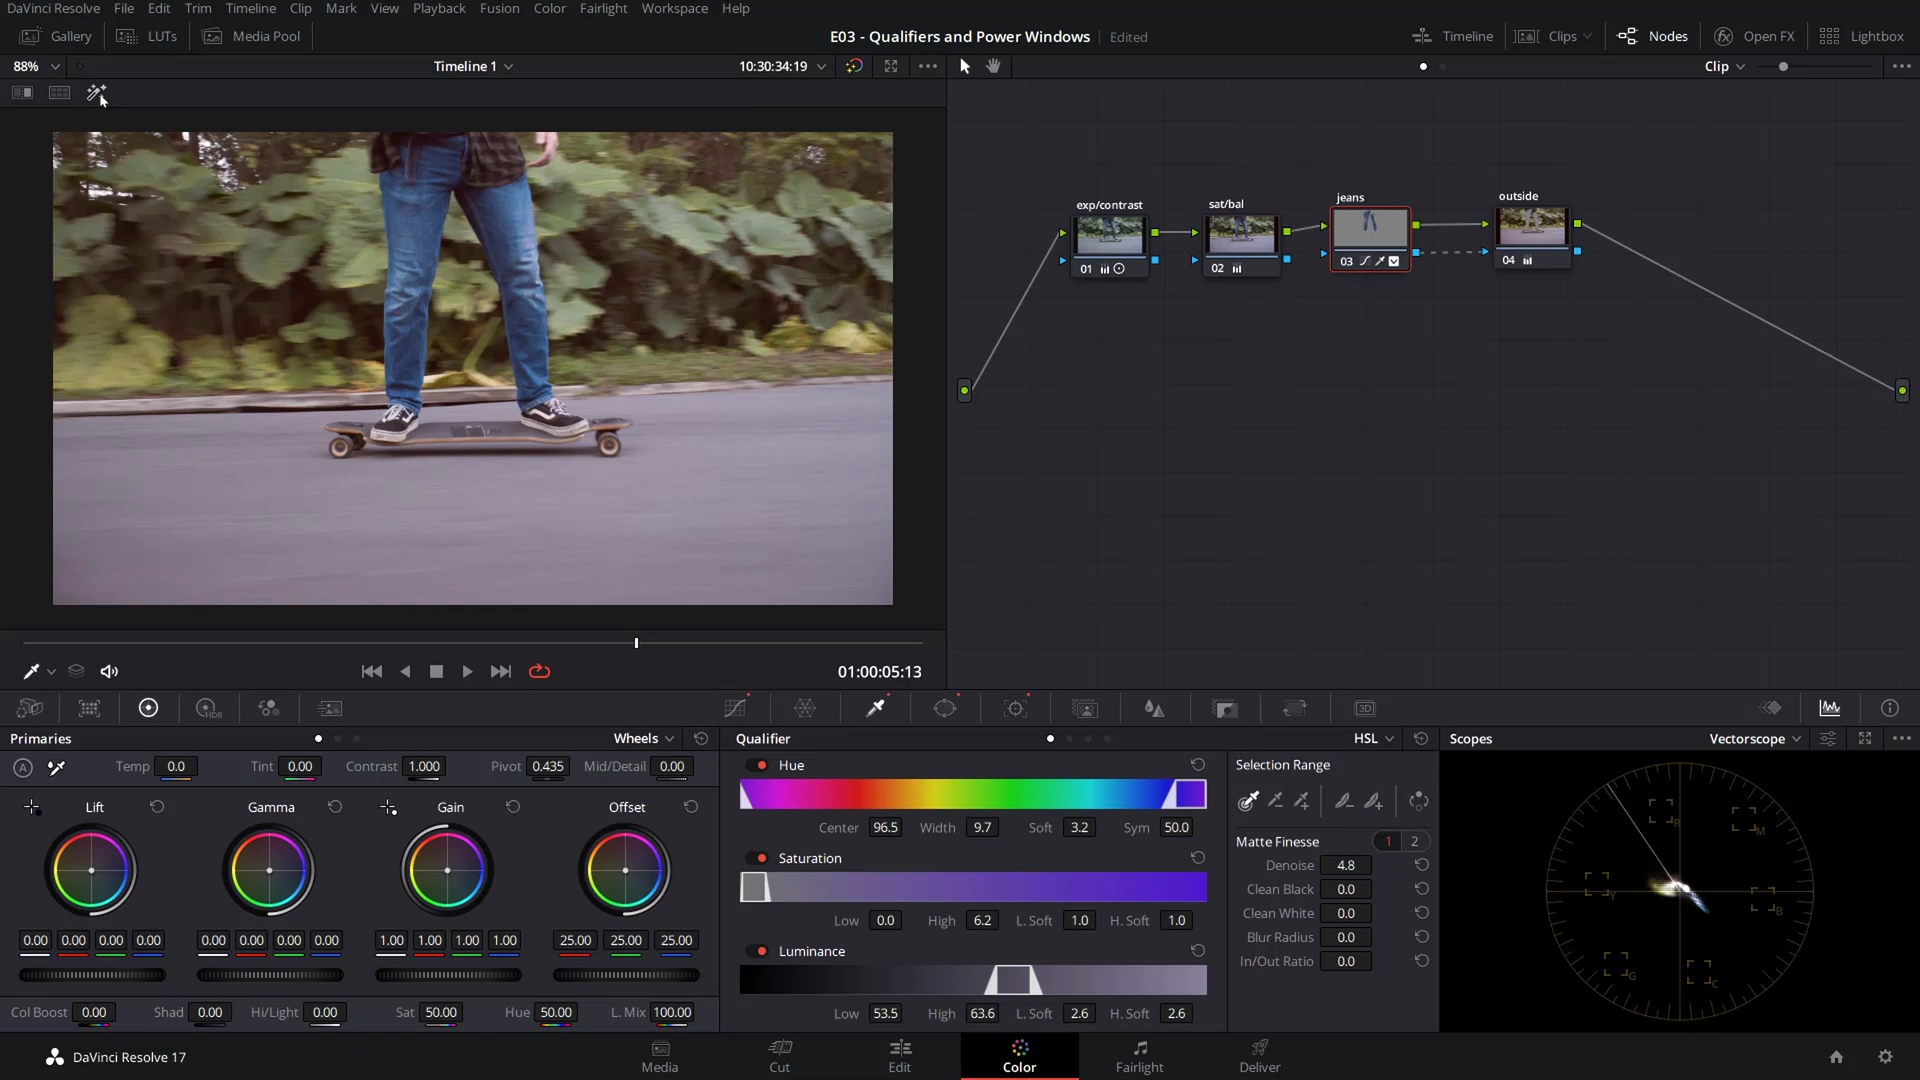 DaVinci Resolve File Edit Trim Timeline Clip Mark View Playback Fusion Color Fairlight Workspace Help
Gallery LUTs Media Pool E03 - Qualifiers and Power Windows Edited Timeline Clips Nodes Open FX Lightbox
88% Timeline 1 10:30:34:19 Clip
exp/contrast sat/bal jeans outside
01 02 03 04
01:00:05:13
HDR 3D
Primaries Wheels Qualifier HSL Scopes Vectorscope
A Temp 0.0 Tint 0.00 Contrast 1.000 Pivot 0.435 Mid/Detail 0.00
Lift Gamma Gain Offset
0.00 0.00 0.00 0.00 0.00 0.00 0.00 0.00 1.00 1.00 1.00 1.00 25.00 25.00 25.00
Col Boost 0.00 Shad 0.00 Hi/Light 0.00 Sat 50.00 Hue 50.00 L. Mix 100.00
Hue
Center 96.5 Width 9.7 Soft 3.2 Sym 50.0
Saturation
Low 0.0 High 6.2 L. Soft 1.0 H. Soft 1.0
Luminance
Low 53.5 High 63.6 L. Soft 2.6 H. Soft 2.6
Selection Range
Matte Finesse 1 2
Denoise 4.8
Clean Black 0.0
Clean White 0.0
Blur Radius 0.0
In/Out Ratio 0.0
R M
Y B
G C
DaVinci Resolve 17 Media Cut Edit Color Fairlight Deliver